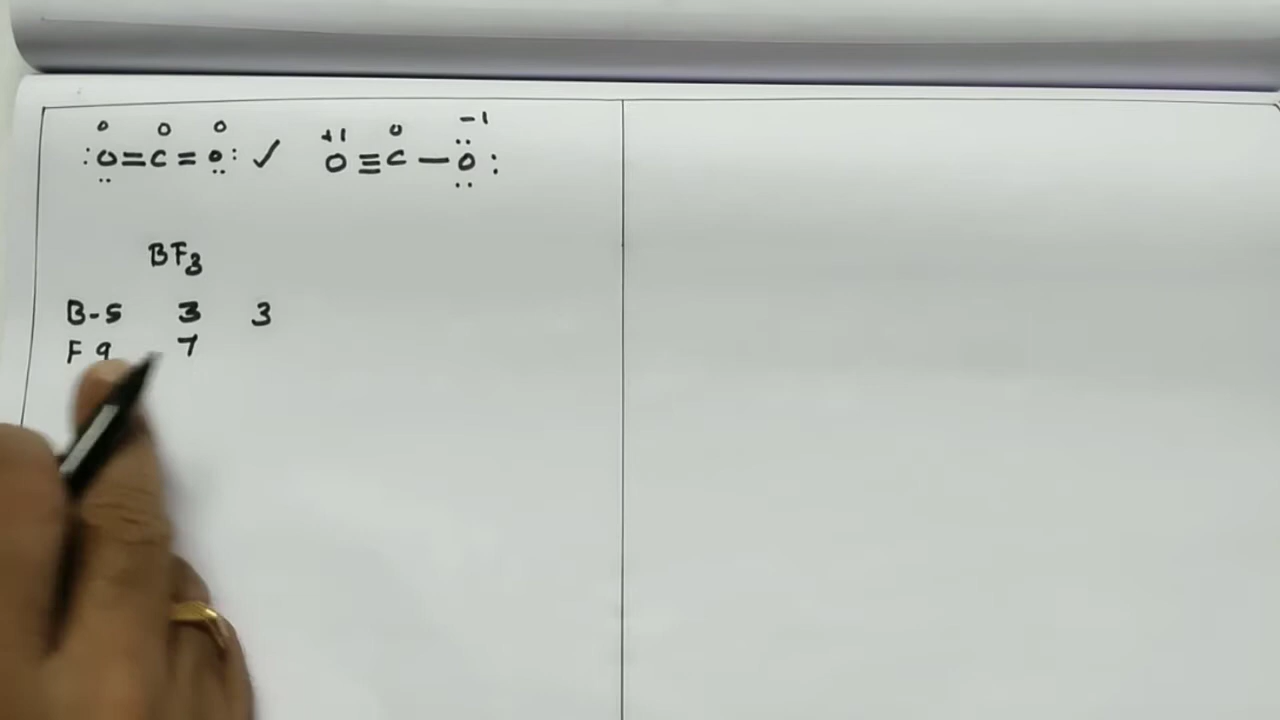 0 0 0 +1 0 -1
:O=C=O: ✓ O≡C-O:
BF3
B-5 3 3
F 9 7